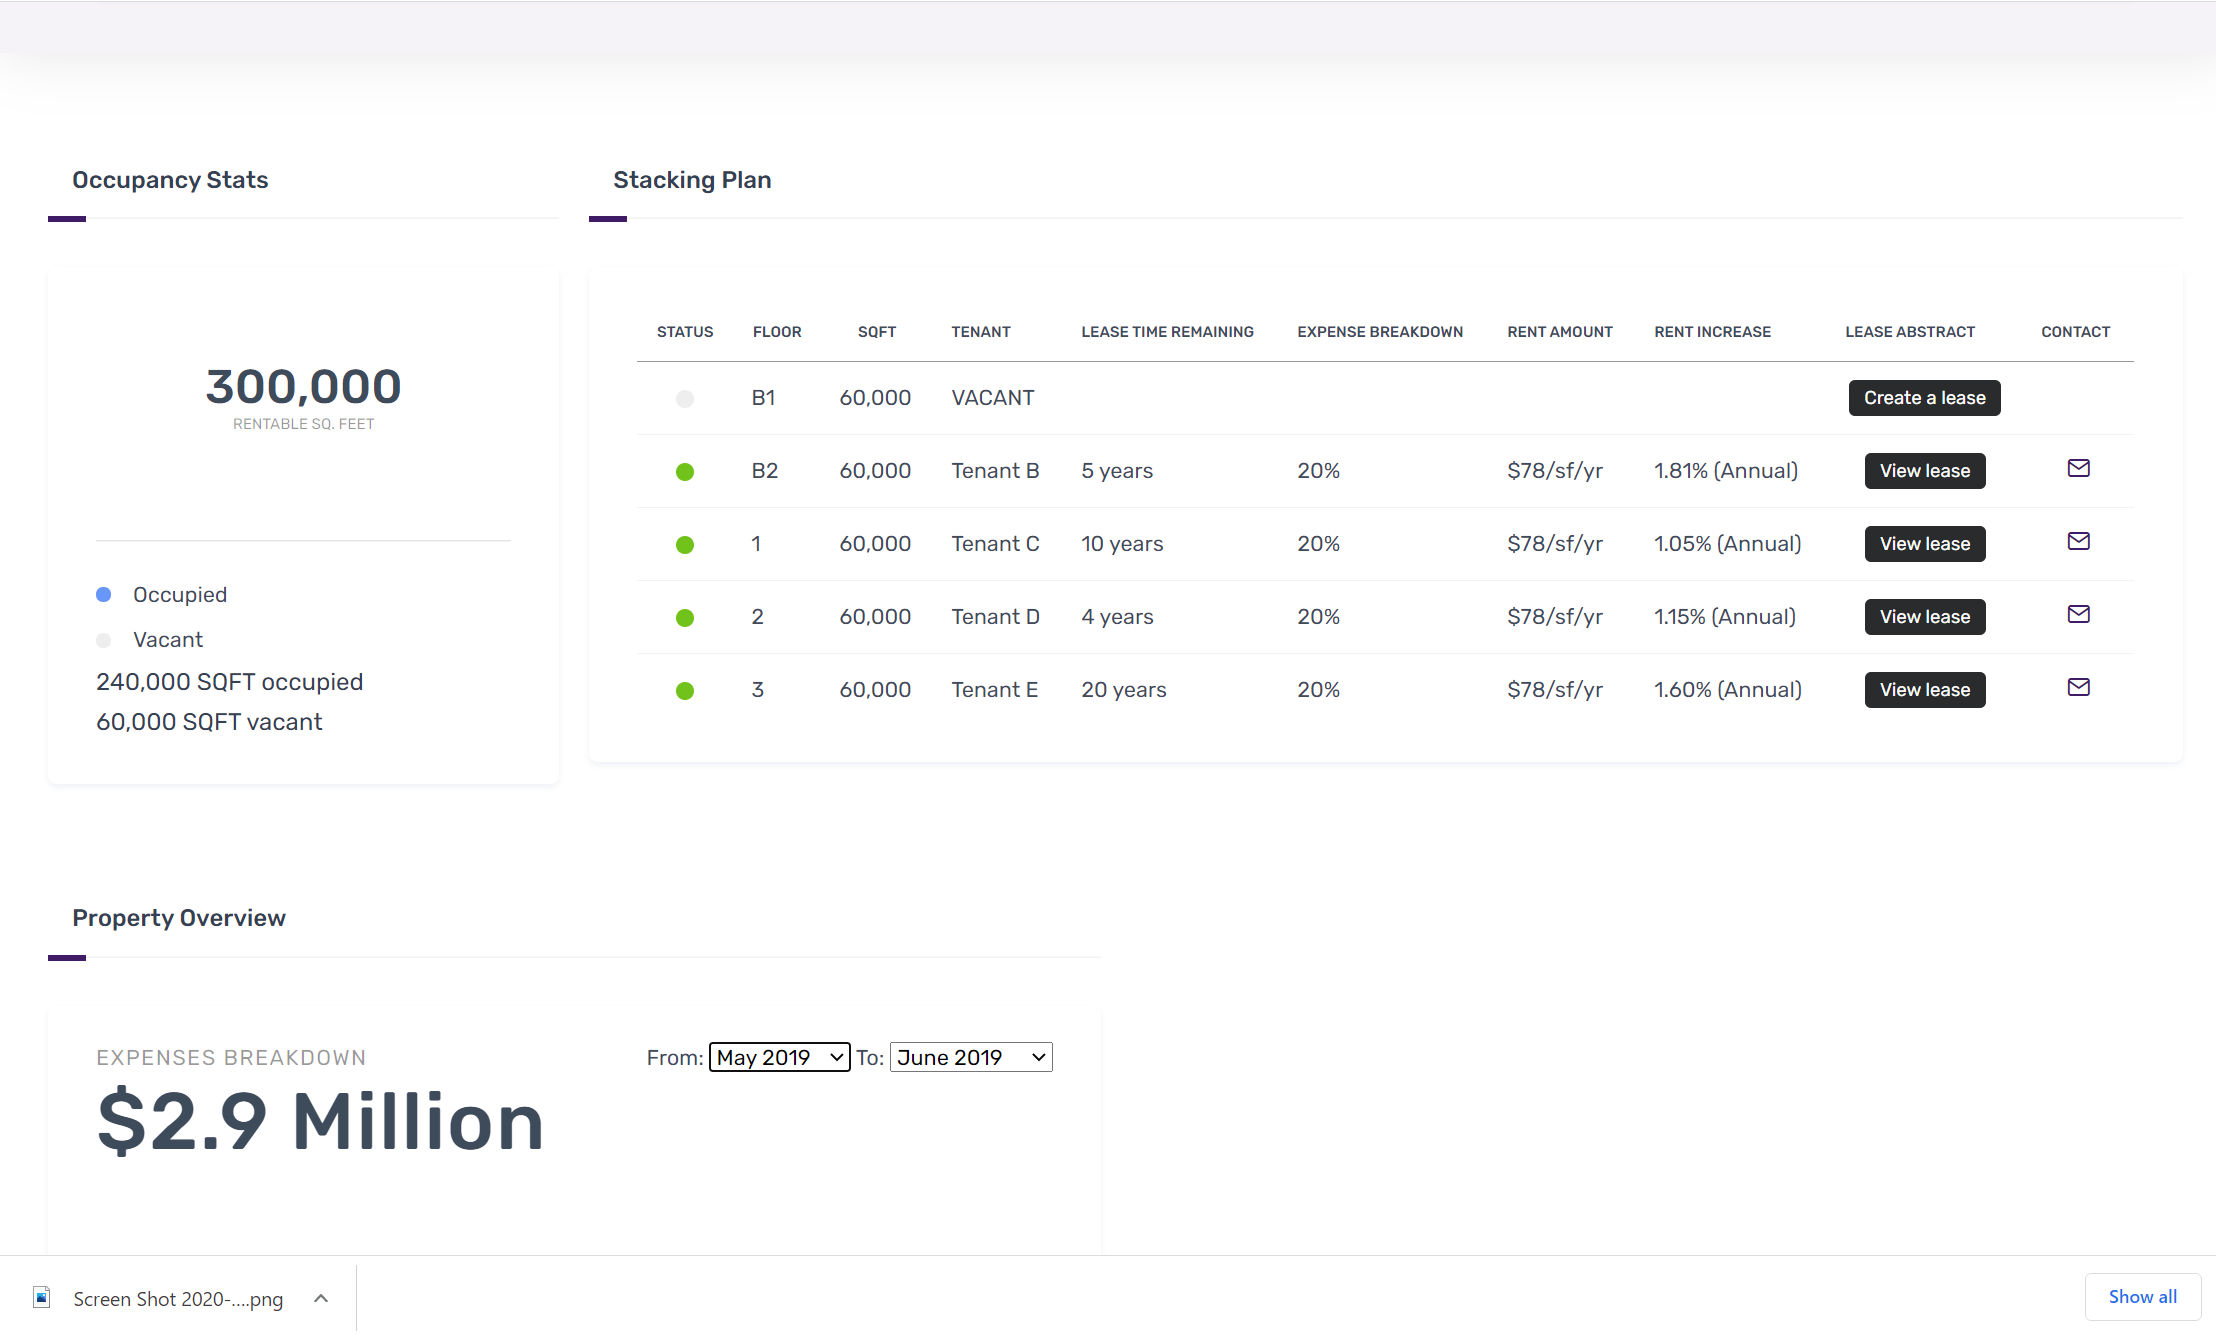 Occupancy Stats
300,000
RENTABLE SQ. FEET
Occupied
Vacant
240,000 SQFT occupied
60,000 SQFT vacant
Stacking Plan
STATUS FLOOR SQFT TENANT LEASE TIME REMAINING EXPENSE BREAKDOWN RENT AMOUNT RENT INCREASE LEASE ABSTRACT CONTACT
B1 60,000 VACANT Create a lease
B2 60,000 Tenant B 5 years 20% $78/sf/yr 1.81% (Annual) View lease
1 60,000 Tenant C 10 years 20% $78/sf/yr 1.05% (Annual) View lease
2 60,000 Tenant D 4 years 20% $78/sf/yr 1.15% (Annual) View lease
3 60,000 Tenant E 20 years 20% $78/sf/yr 1.60% (Annual) View lease
Property Overview
EXPENSES BREAKDOWN
From: May 2019 To: June 2019
$2.9 Million
Screen Shot 2020-....png
Show all